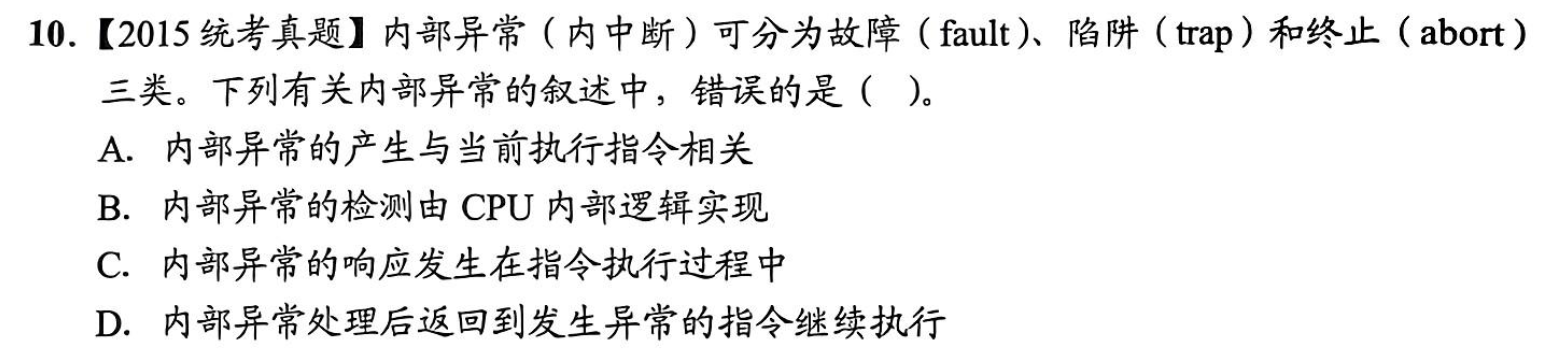 10.【2015 统考真题】内部异常（内中断）可分为故障（fault）、陷阱（trap）和终止（abort）
三类。下列有关内部异常的叙述中，错误的是（　）。
A. 内部异常的产生与当前执行指令相关
B. 内部异常的检测由 CPU 内部逻辑实现
C. 内部异常的响应发生在指令执行过程中
D. 内部异常处理后返回到发生异常的指令继续执行